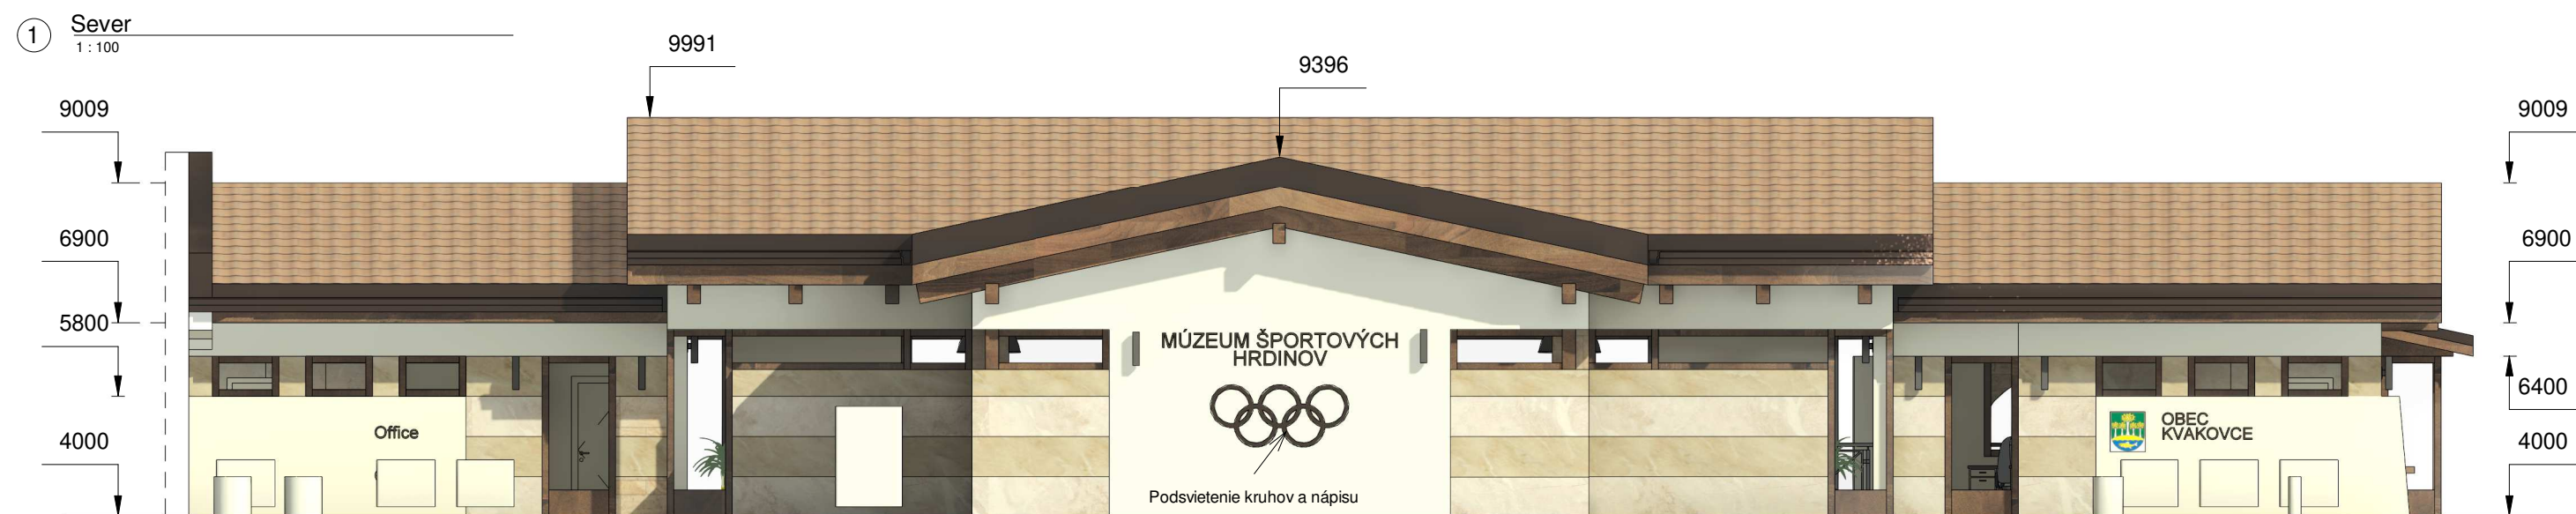 1
Sever
1 : 100
9991
9396
9009
9009
6900
6900
5800
MÚZEUM ŠPORTOVÝCH
HRDINOV
6400
Office
OBEC
KVAKOVCE
4000
4000
Podsvietenie kruhov a nápisu